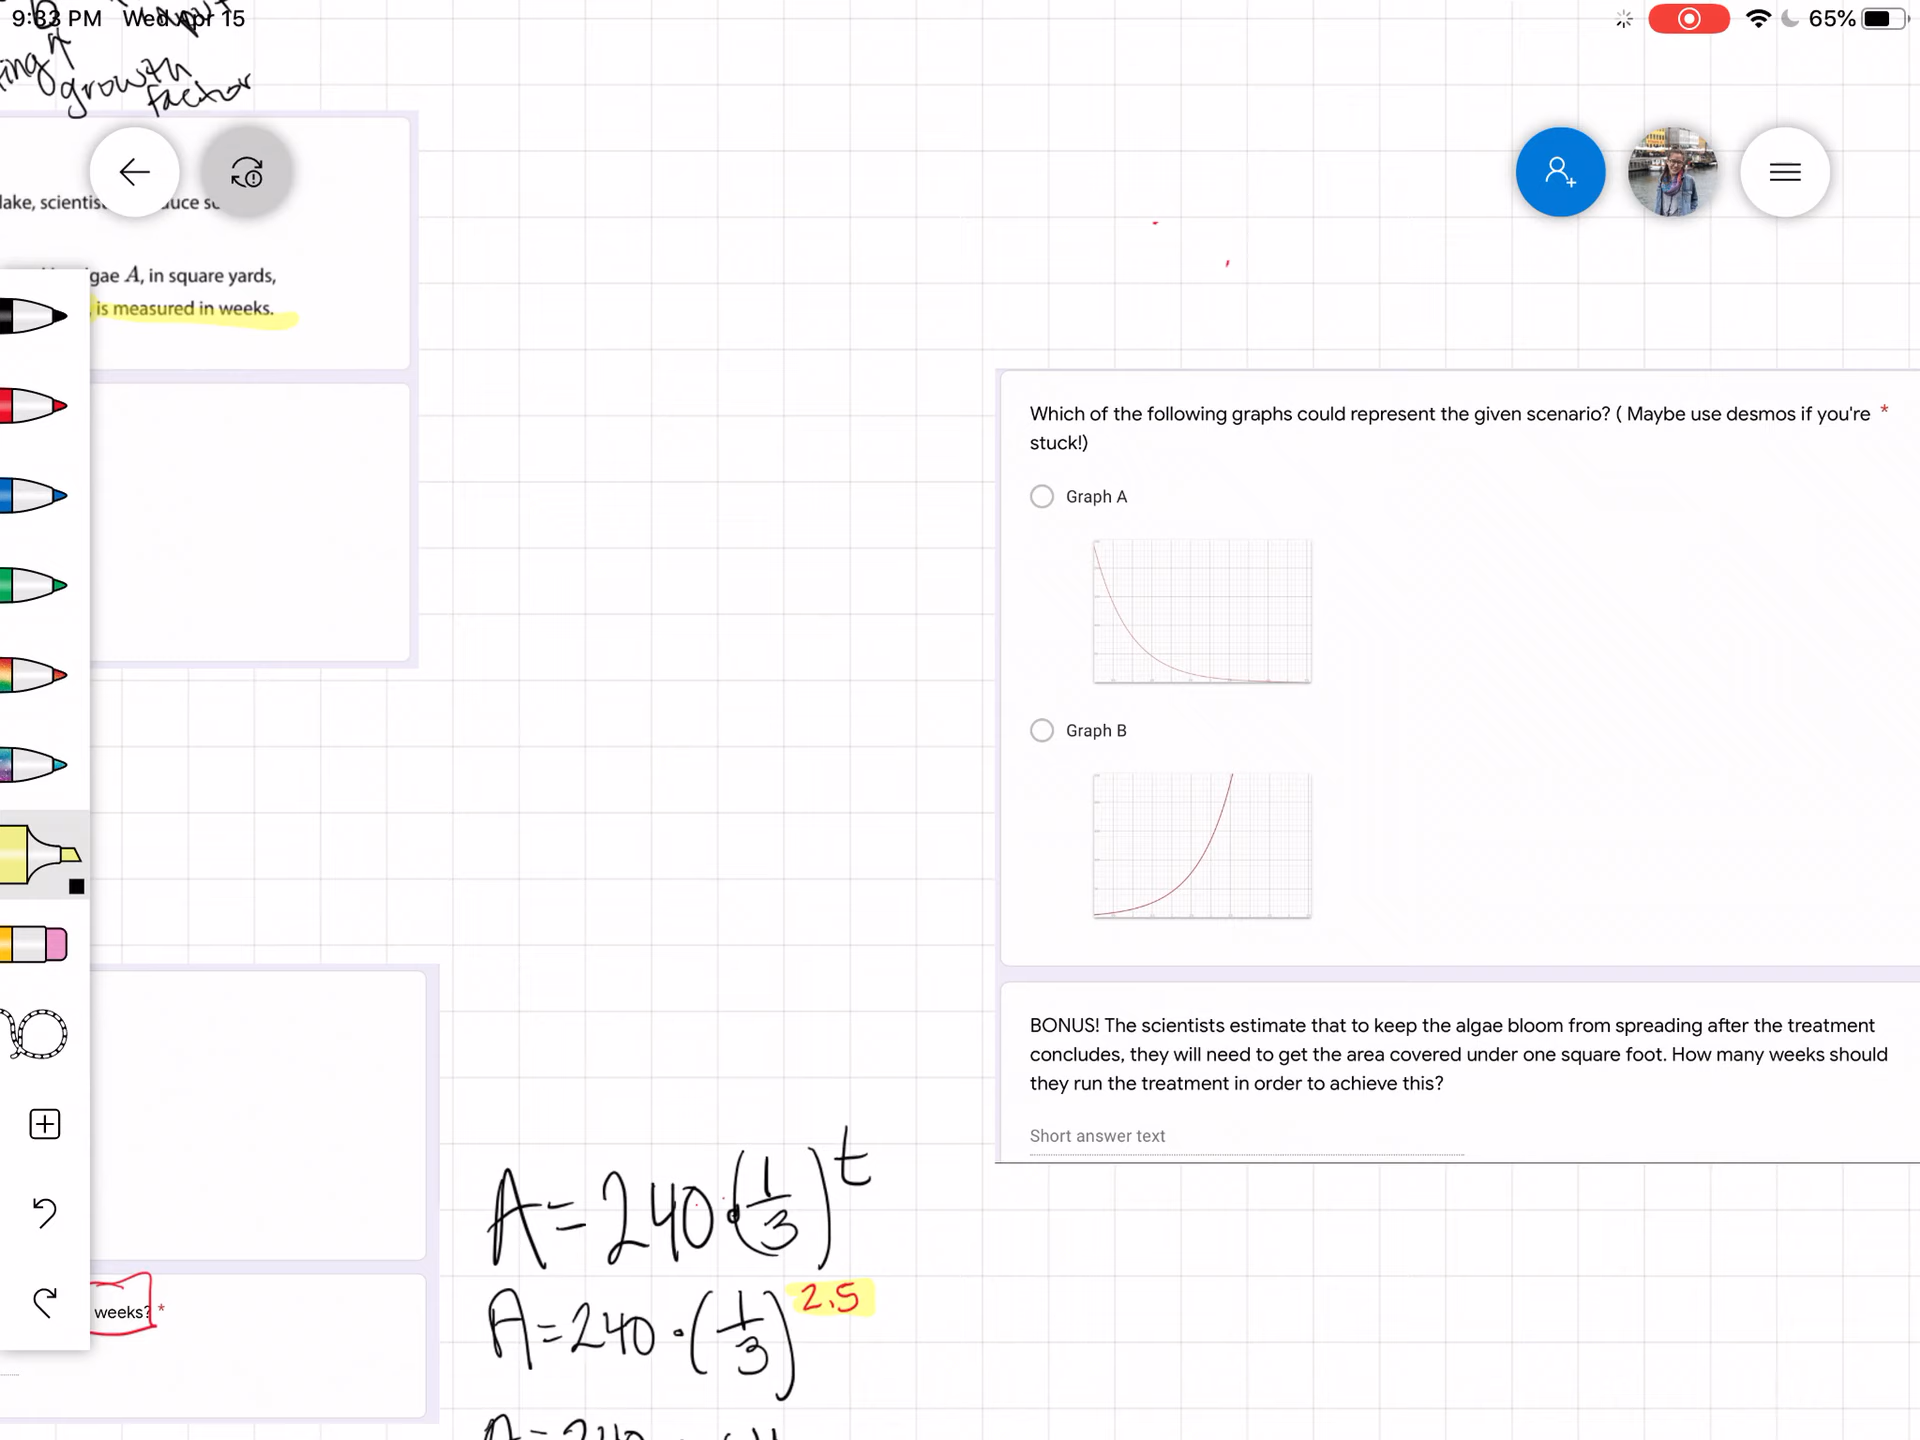 9:33 PM Wed Apr 15
65%
growth
factor
lake, scientis
gae A, in square yards,
is measured in weeks.
Which of the following graphs could represent the given scenario? ( Maybe use desmos if you're *
stuck!)
Graph A
Graph B
BONUS! The scientists estimate that to keep the algae bloom from spreading after the treatment
concludes, they will need to get the area covered under one square foot. How many weeks should
they run the treatment in order to achieve this?
Short answer text
A = 240 · (1/3)^t
weeks? *
A = 240 · (1/3)^2.5